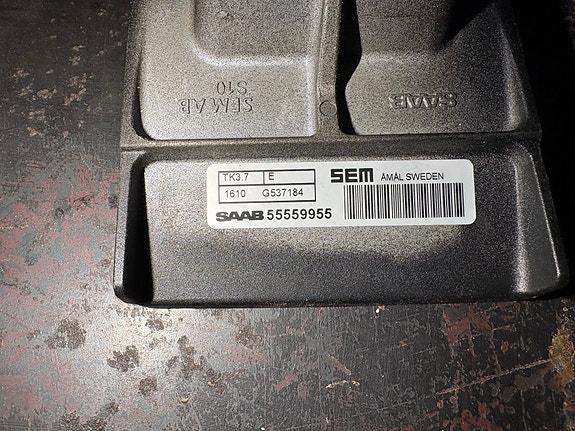 SEM AB
S10
SAAB
TK3.7 E
1610 G537184
SEM ÅMÅL SWEDEN
SAAB 55559955